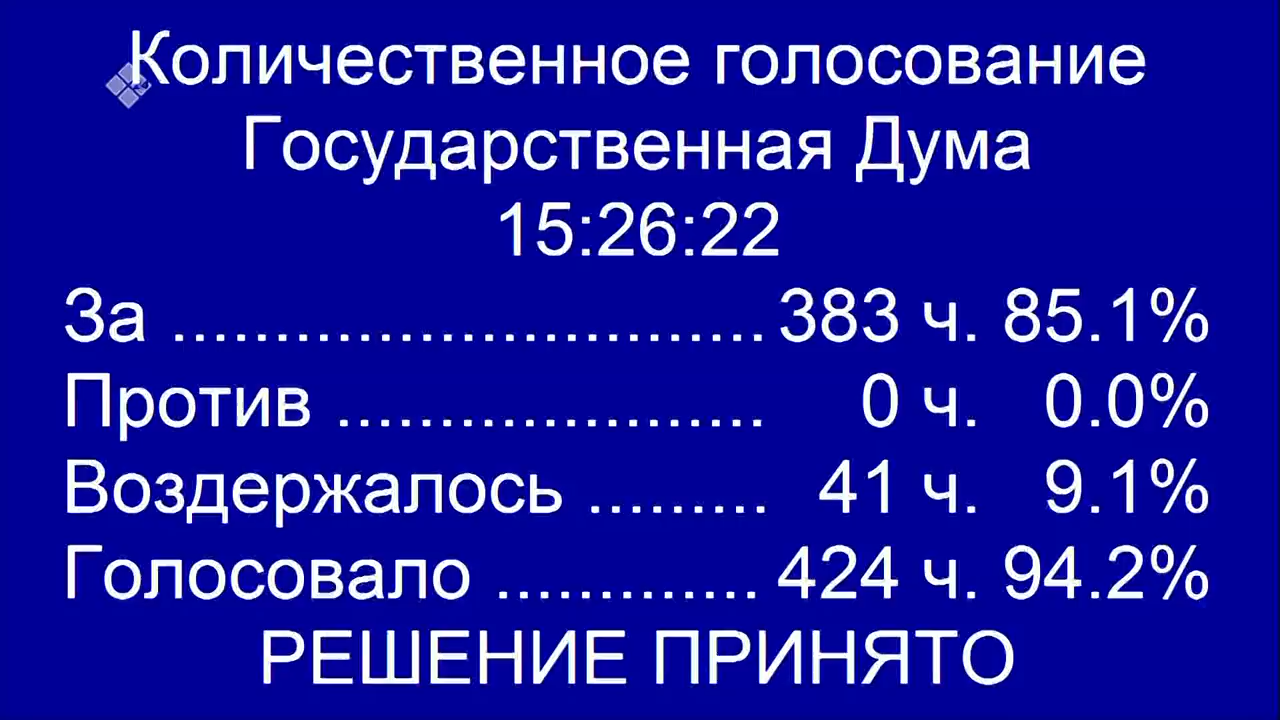 Количественное голосование
Государственная Дума
15:26:22
За ............................. 383 ч. 85.1%
Против ..................... 0 ч. 0.0%
Воздержалось ......... 41 ч. 9.1%
Голосовало ............. 424 ч. 94.2%
РЕШЕНИЕ ПРИНЯТО